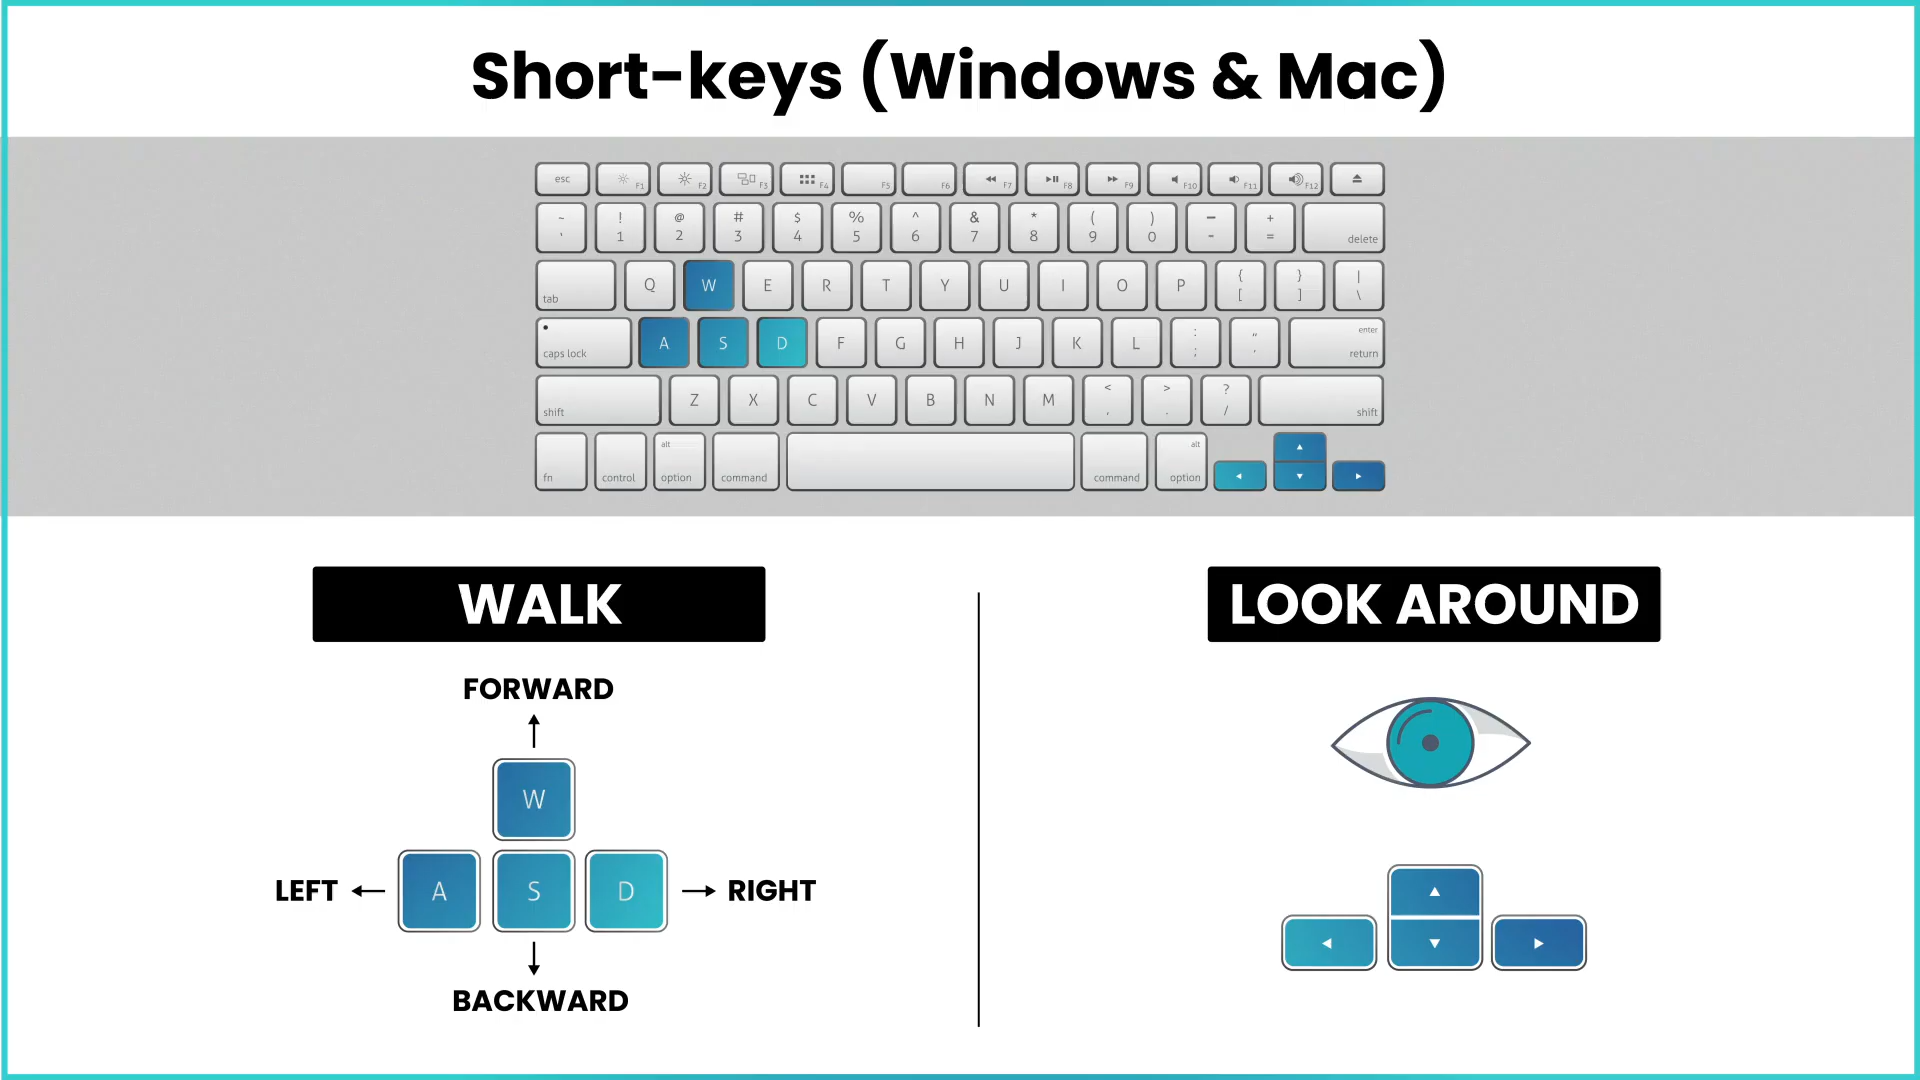 Short-keys (Windows & Mac)
esc F1 F2 F3 F4 F5 F6 F7 F8 F9 F10 F11 F12
~ ! @ # $ % ^ & * ( ) – +
` 1 2 3 4 5 6 7 8 9 0 - = delete
tab Q W E R T Y U I O P { [ } ] | \
caps lock A S D F G H J K L : ; " ' enter return
shift Z X C V B N M < , > . ? / shift
fn control alt option command command alt option
WALK
LOOK AROUND
FORWARD
W
LEFT A S D RIGHT
BACKWARD